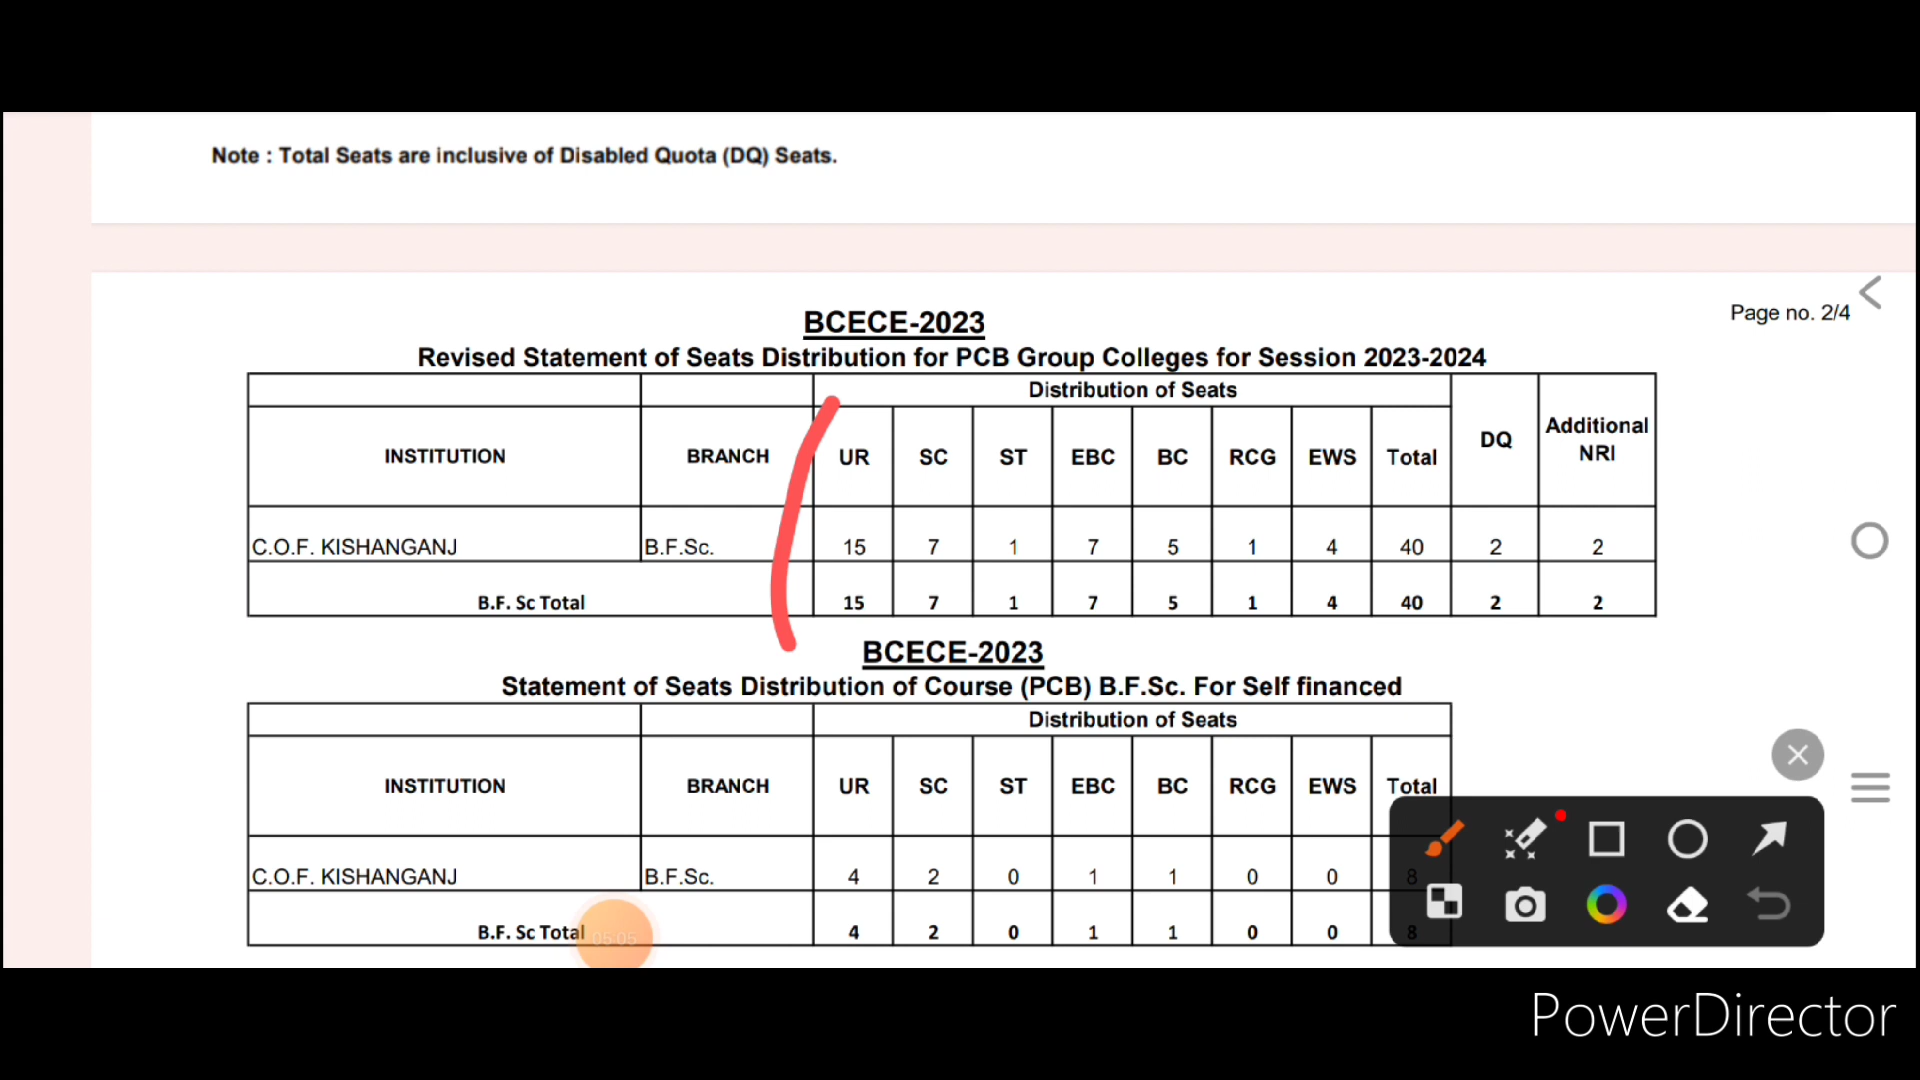 Note : Total Seats are inclusive of Disabled Quota (DQ) Seats.
Page no. 2/4
BCECE-2023
Revised Statement of Seats Distribution for PCB Group Colleges for Session 2023-2024
Distribution of Seats
INSTITUTION BRANCH UR SC ST EBC BC RCG EWS Total DQ Additional NRI
C.O.F. KISHANGANJ B.F.Sc. 15 7 1 7 5 1 4 40 2 2
B.F. Sc Total 15 7 1 7 5 1 4 40 2 2
BCECE-2023
Statement of Seats Distribution of Course (PCB) B.F.Sc. For Self financed
Distribution of Seats
INSTITUTION BRANCH UR SC ST EBC BC RCG EWS Total
C.O.F. KISHANGANJ B.F.Sc. 4 2 0 1 1 0 0 8
B.F. Sc Total 4 2 0 1 1 0 0 8
05:05
PowerDirector